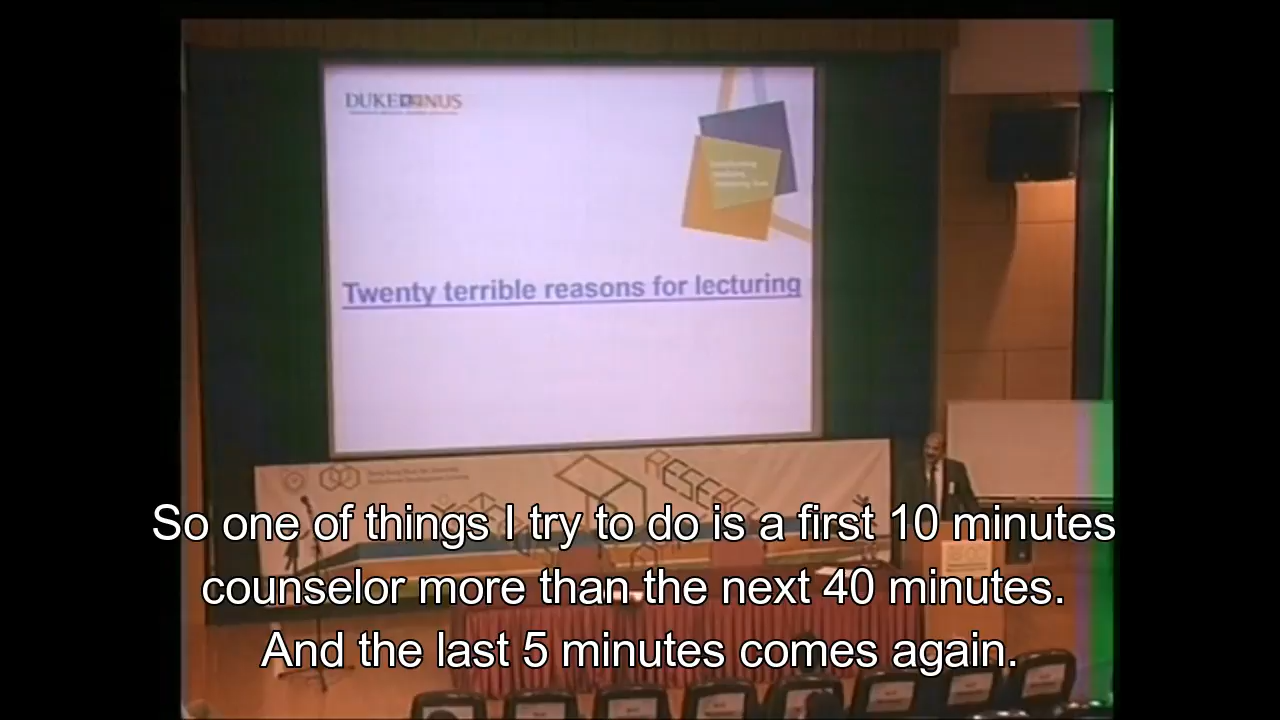 DUKE NUS
Twenty terrible reasons for lecturing
RESEARC
So one of things I try to do is a first 10 minutes
counselor more than the next 40 minutes.
And the last 5 minutes comes again.